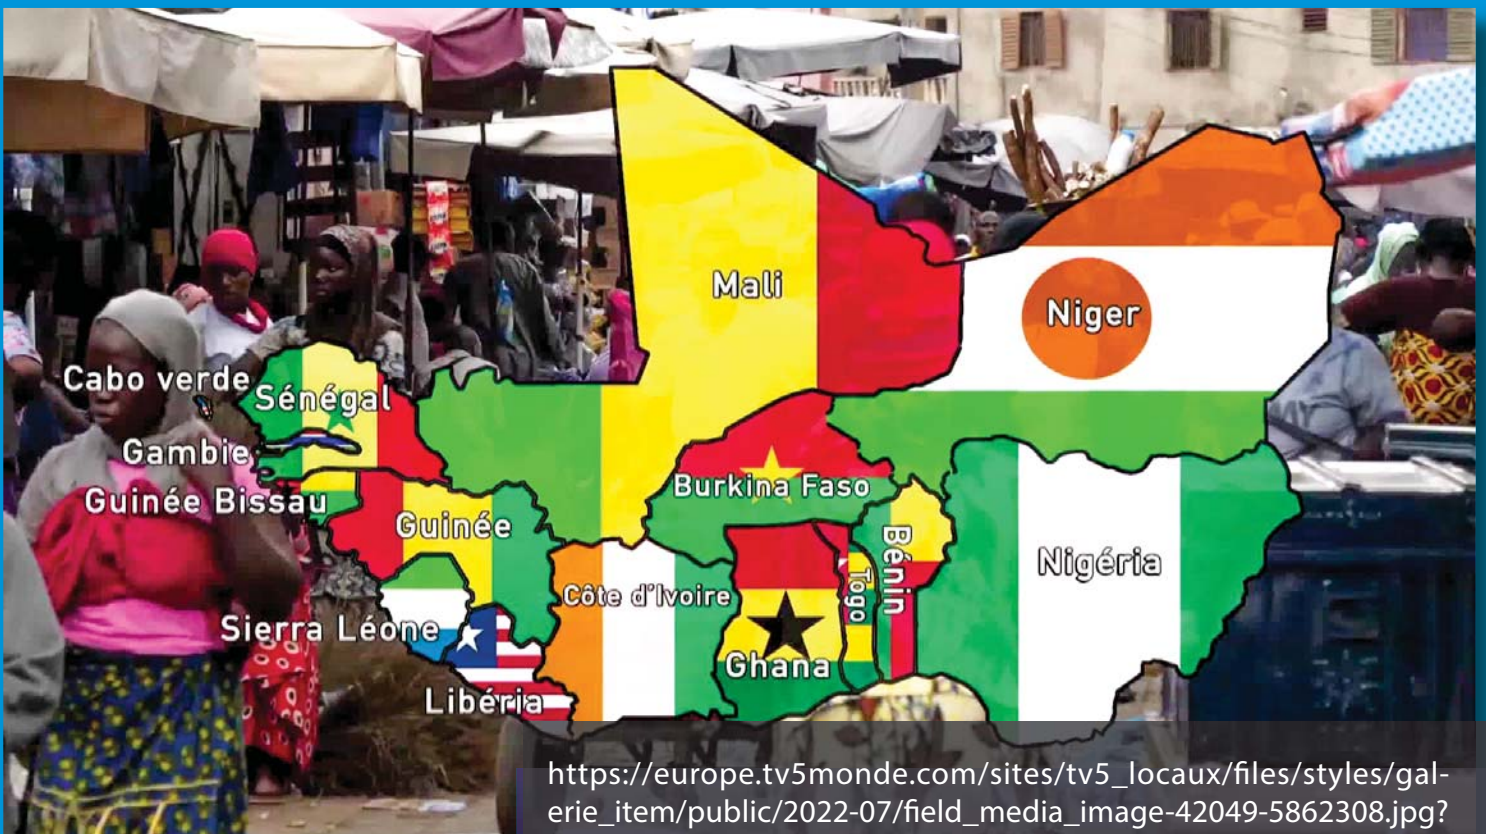 Mali
Niger
Cabo verde
Sénégal
Gambie
Guinée Bissau
Burkina Faso
Guinée
Bénin
Nigéria
Togo
Côte d'Ivoire
Sierra Léone
Ghana
Libéria
https://europe.tv5monde.com/sites/tv5_locaux/files/styles/gal-
erie_item/public/2022-07/field_media_image-42049-5862308.jpg?